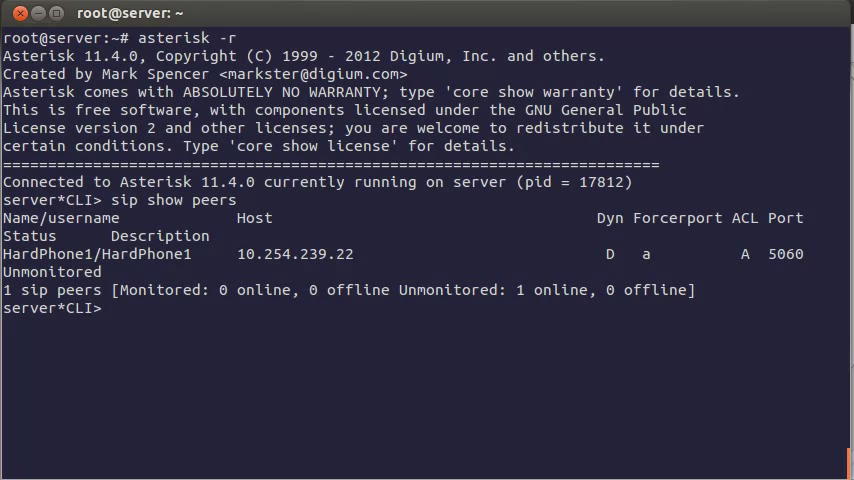 root@server: ~
root@server:~# asterisk -r
Asterisk 11.4.0, Copyright (C) 1999 - 2012 Digium, Inc. and others.
Created by Mark Spencer <markster@digium.com>
Asterisk comes with ABSOLUTELY NO WARRANTY; type 'core show warranty' for details.
This is free software, with components licensed under the GNU General Public
License version 2 and other licenses; you are welcome to redistribute it under
certain conditions. Type 'core show license' for details.
=========================================================================
Connected to Asterisk 11.4.0 currently running on server (pid = 17812)
server*CLI> sip show peers
Name/username             Host                                    Dyn Forcerport ACL Port
Status      Description
HardPhone1/HardPhone1     10.254.239.22                            D   a          A  5060
Unmonitored
1 sip peers [Monitored: 0 online, 0 offline Unmonitored: 1 online, 0 offline]
server*CLI>